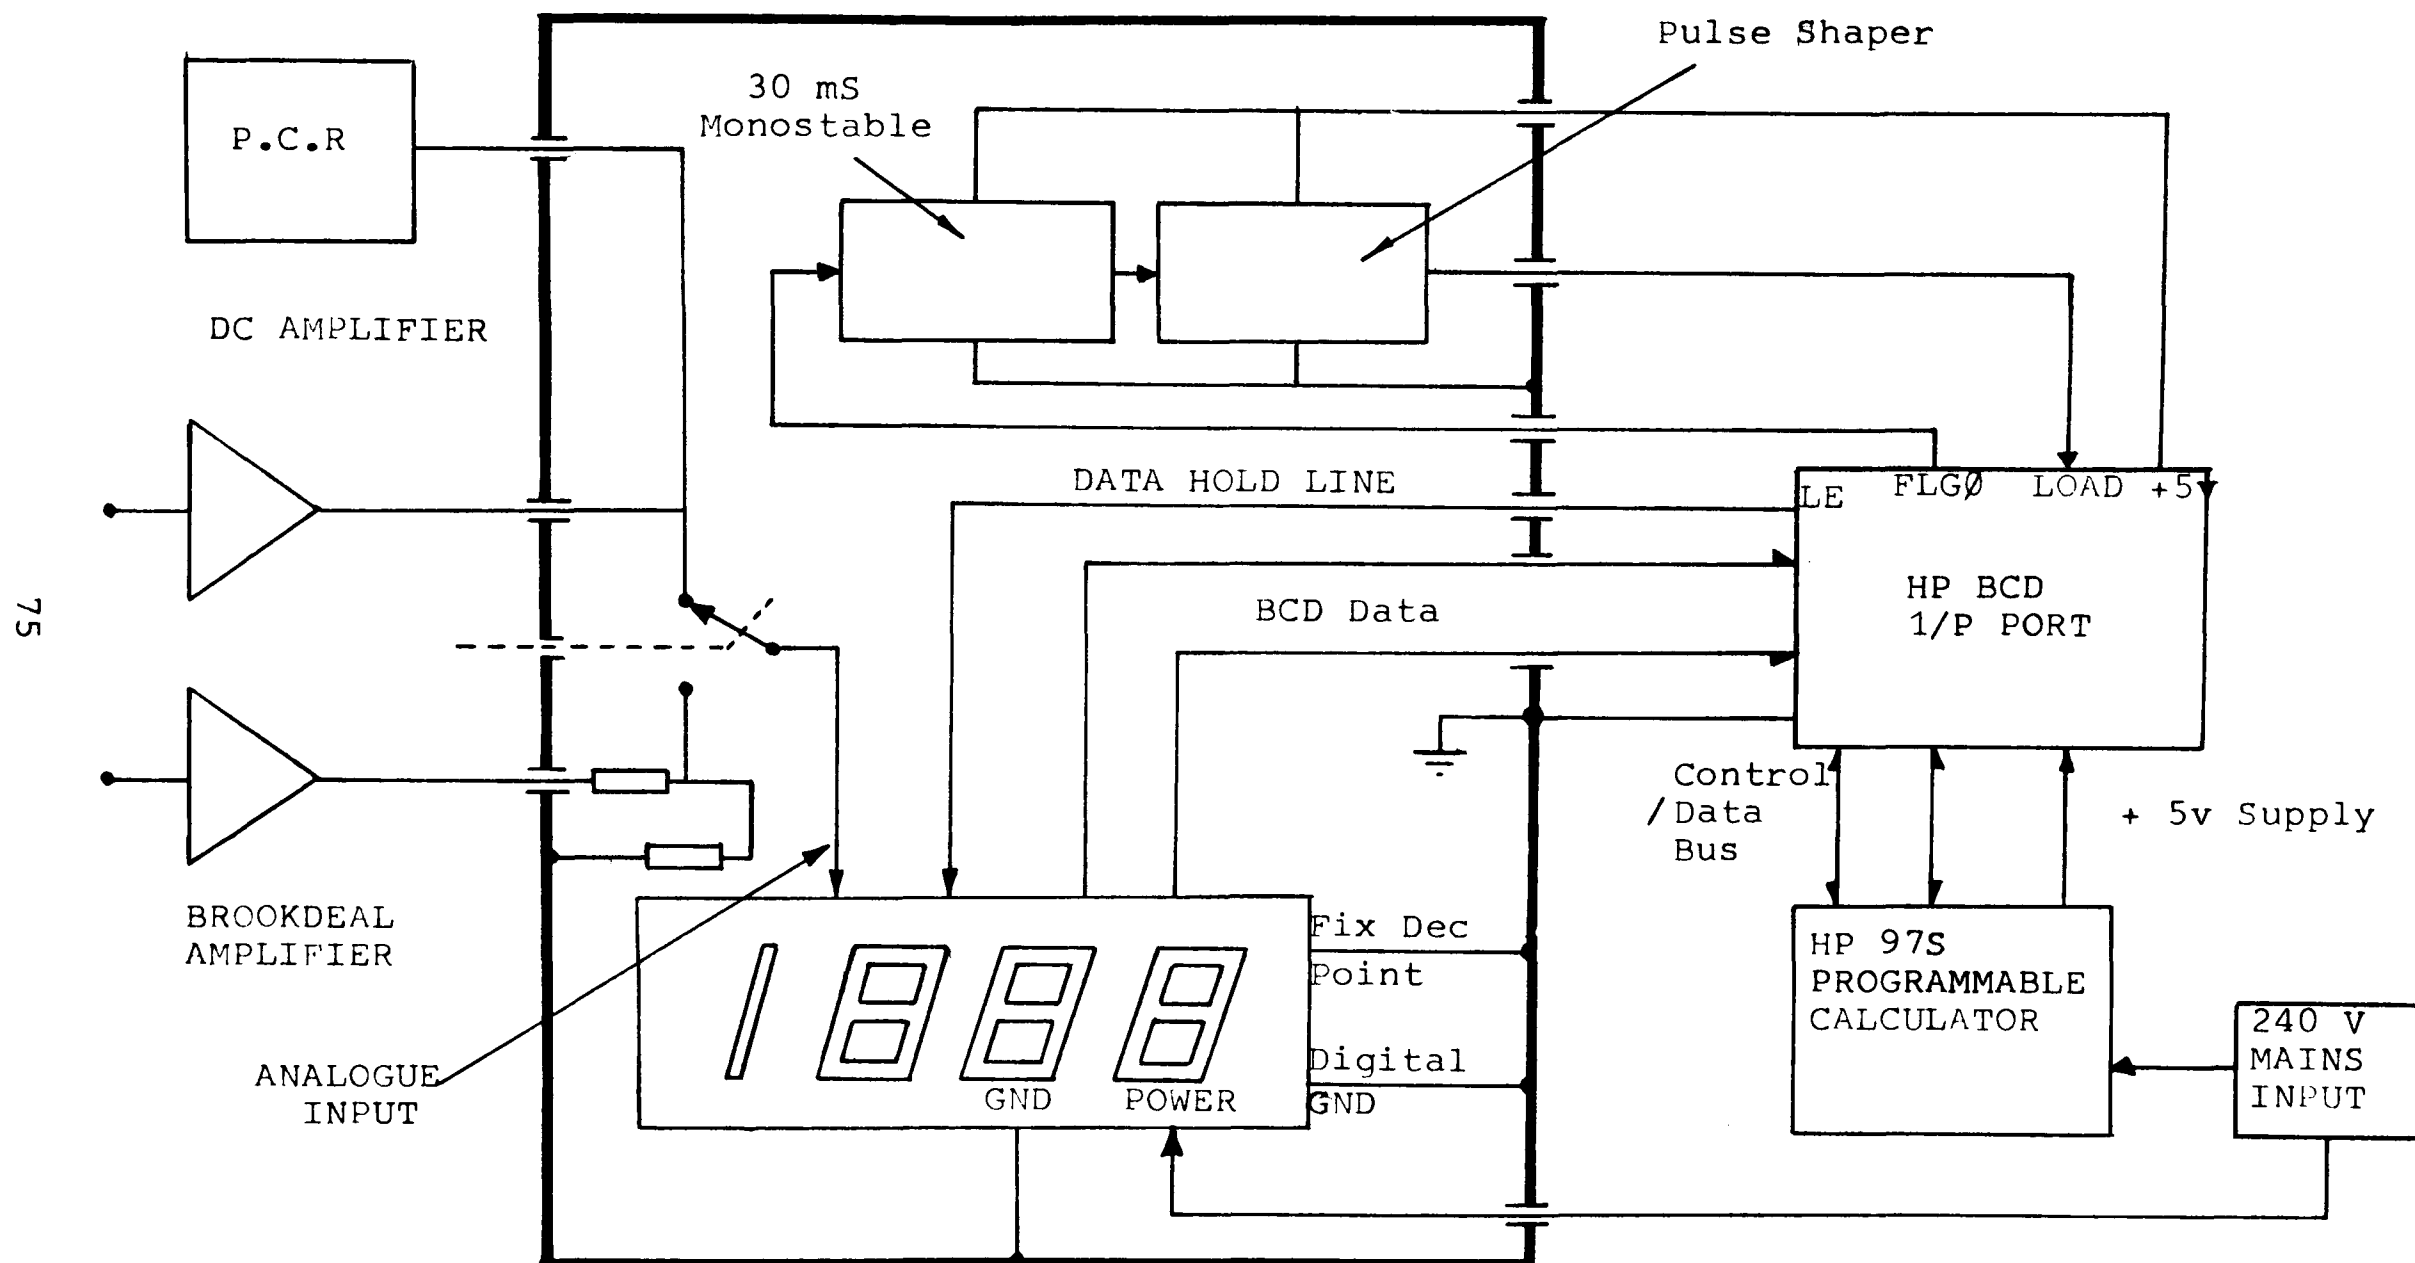 Pulse Shaper
30 mS
Monostable
P.C.R
DC AMPLIFIER
DATA HOLD LINE
LE
FLGØ
LOAD
+5
HP BCD
1/P PORT
BCD Data
75
Control
/Data
Bus
+ 5v Supply
BROOKDEAL
AMPLIFIER
Fix Dec
Point
HP 97S
PROGRAMMABLE
CALCULATOR
240 V
MAINS
INPUT
ANALOGUE
INPUT
1888
GND
POWER
Digital
GND